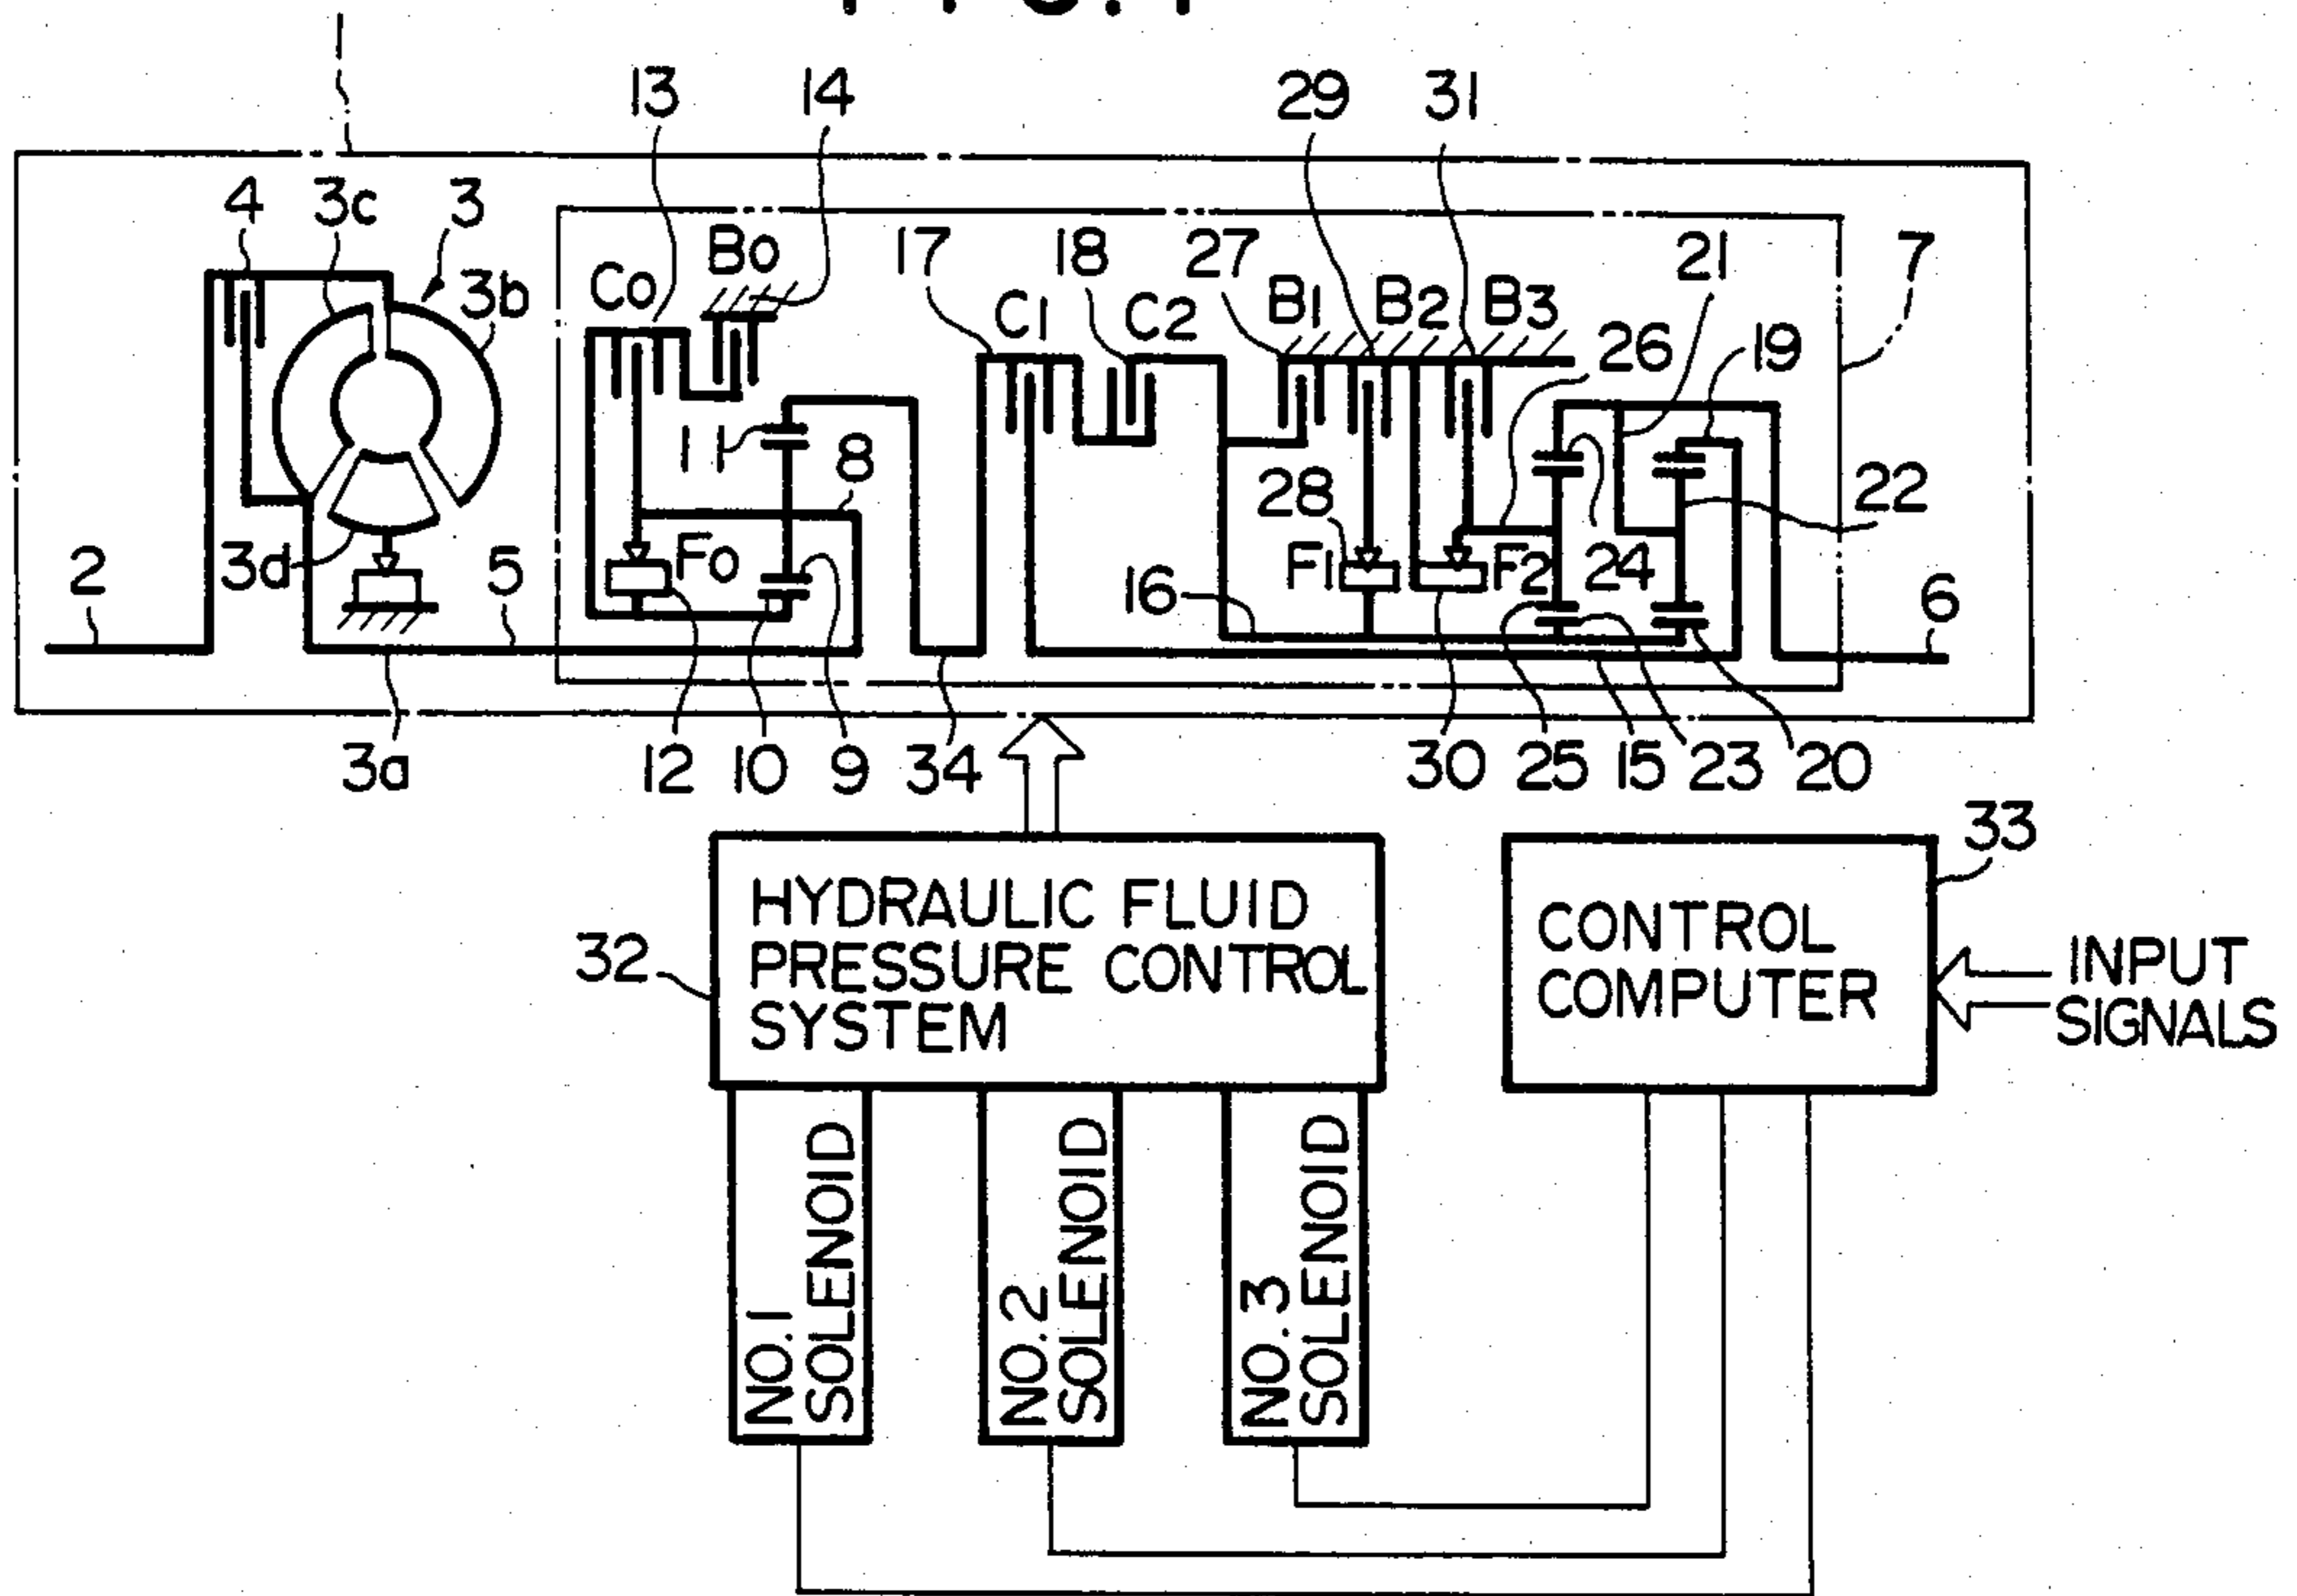 13 14 29 31
4 3c 3 3b
Co Bo 17 C1 18 C2 27 B1 B2 B3 21 7
26 19
11 8 28 22
2 3d 5 Fo 16 F1 F2 24 6
3a 12 10 9 34 30 25 15 23 20
33
32
HYDRAULIC FLUID
PRESSURE CONTROL
SYSTEM
CONTROL
COMPUTER
INPUT
SIGNALS
NO.1
SOLENOID
NO.2
SOLENOID
NO.3
SOLENOID